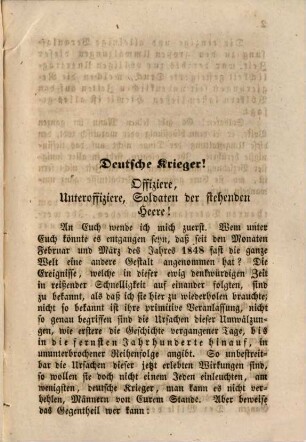 2
Deutsche Krieger!
Offiziere,
Unteroffiziere, Soldaten der stehenden
Heere!
An Euch wende ich mich zuerst. Wem unter
Euch könnte es entgangen seyn, daß seit den Monaten
Februar und März des Jahres 1848 fast die ganze
Welt eine andere Gestalt angenommen hat? Die
Ereignisse, welche in dieser ewig denkwürdigen Zeit
in reißender Schnelligkeit auf einander folgten, sind
zu bekannt, als daß ich sie hier zu wiederholen brauchte;
nicht so bekannt ist ihre primitive Veranlassung, nicht
so genau begriffen sind die Ursachen dieser Umwälzun-
gen, wie erstere die Geschichte vergangener Tage, bis
in die fernsten Jahrhunderte hinauf, in
ununterbrochener Reihenfolge angibt. So unbestreit-
bar die Ursachen dieser jetzt erlebten Wirkungen sind,
so wollen sie doch nicht einem Jeden einleuchten, am
wenigsten, deutsche Krieger, man kann es nicht ver-
hehlen, Männern von Eurem Stande. Aber beweise
das Gegentheil wer kann: